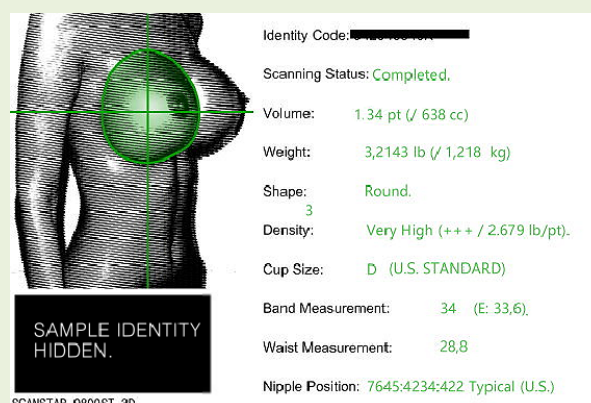 Identity Code:
Scanning Status: Completed.
Volume: 1.34 pt (/ 638 cc)
Weight: 3,2143 lb (/ 1,218 kg)
Shape: Round.
3
Density: Very High (+++ / 2.679 lb/pt).
Cup Size: D (U.S. STANDARD)
Band Measurement: 34 (E: 33,6)
Waist Measurement: 28,8
Nipple Position: 7645:4234:422 Typical (U.S.)
SAMPLE IDENTITY
HIDDEN.